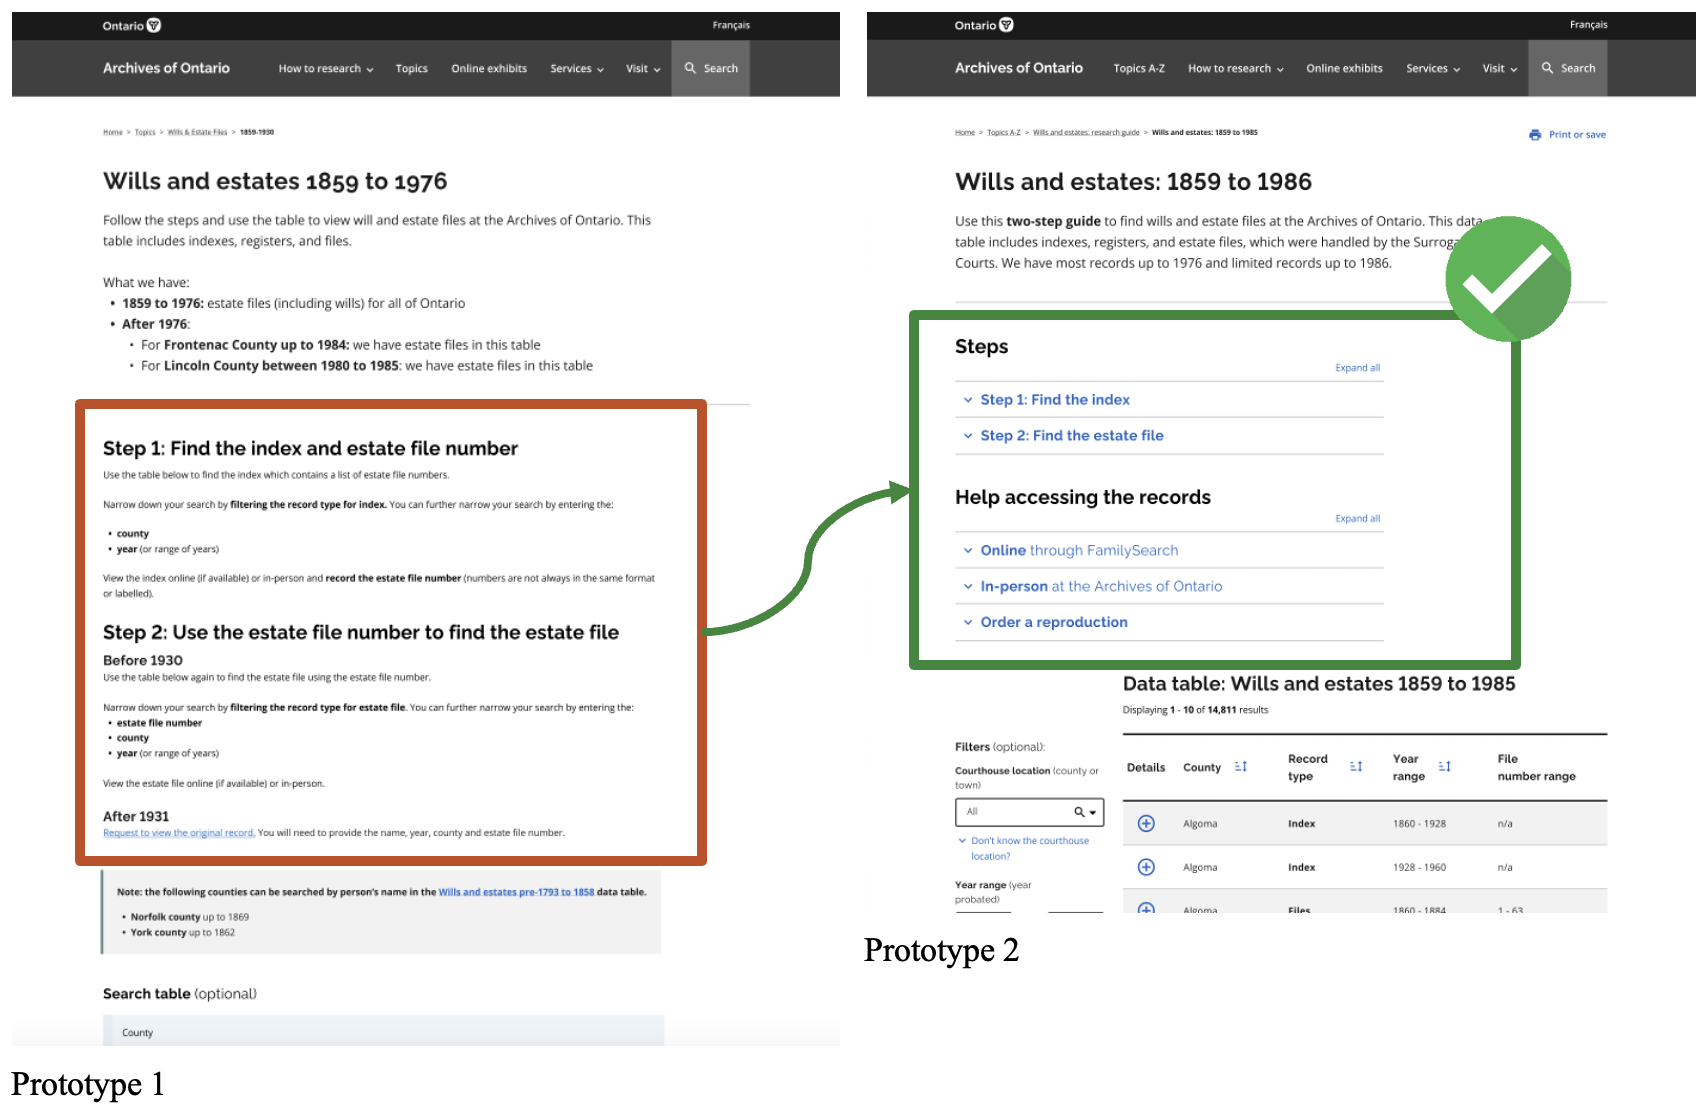 Ontario
Français
Archives of Ontario
How to research
Topics
Online exhibits
Services
Visit
Search
Home > Topics > Wills & Estate Files > 1859-1930
Wills and estates 1859 to 1976
Follow the steps and use the table to view will and estate files at the Archives of Ontario. This
table includes indexes, registers, and files.
What we have:
• 1859 to 1976: estate files (including wills) for all of Ontario
• After 1976:
• For Frontenac County up to 1984: we have estate files in this table
• For Lincoln County between 1980 to 1985: we have estate files in this table
Step 1: Find the index and estate file number
Use the table below to find the index which contains a list of estate file numbers.
Narrow down your search by filtering the record type for index. You can further narrow your search by entering the:
• county
• year (or range of years)
View the index online (if available) or in-person and record the estate file number (numbers are not always in the same format
or labelled).
Step 2: Use the estate file number to find the estate file
Before 1930
Use the table below again to find the estate file using the estate file number.
Narrow down your search by filtering the record type for estate file. You can further narrow your search by entering the:
• estate file number
• county
• year (or range of years)
View the estate file online (if available) or in-person.
After 1931
Request to view the original record. You will need to provide the name, year, county and estate file number.
Note: the following counties can be searched by person's name in the Wills and estates pre-1793 to 1858 data table.
• Norfolk county up to 1869
• York county up to 1862
Search table (optional)
County
Prototype 1
Ontario
Français
Archives of Ontario
Topics A-Z
How to research
Online exhibits
Services
Visit
Search
Home > Topics A-Z > Wills and estates: research guide > Wills and estates: 1859 to 1985
Print or save
Wills and estates: 1859 to 1986
Use this two-step guide to find wills and estate files at the Archives of Ontario. This data
table includes indexes, registers, and estate files, which were handled by the Surroga
Courts. We have most records up to 1976 and limited records up to 1986.
Steps
Expand all
Step 1: Find the index
Step 2: Find the estate file
Help accessing the records
Expand all
Online through FamilySearch
In-person at the Archives of Ontario
Order a reproduction
Data table: Wills and estates 1859 to 1985
Displaying 1 - 10 of 14,811 results
Filters (optional):
Courthouse location (county or
town)
All
Don't know the courthouse
location?
Year range (year
probated)
Details County Record type Year range File number range
Algoma Index 1860 - 1928 n/a
Algoma Index 1928 - 1960 n/a
Algoma Files 1860 - 1884 1 - 63
Prototype 2